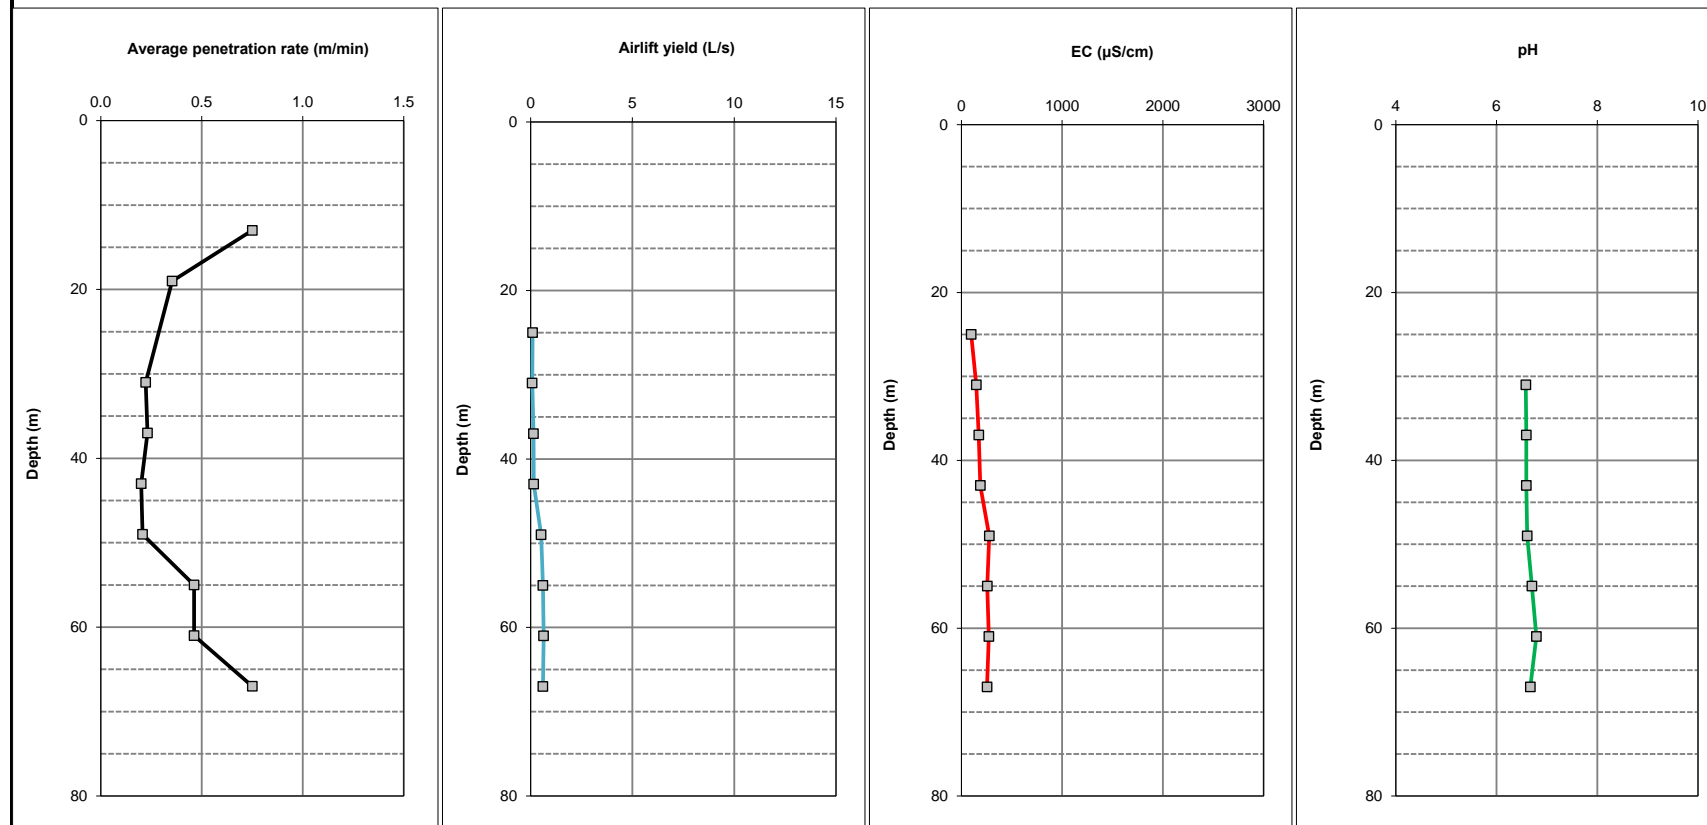 Average penetration rate (m/min)
0.0 0.5 1.0 1.5
0
20
40
60
80
Depth (m)
Airlift yield (L/s)
0 5 10 15
0
20
40
60
80
Depth (m)
EC (µS/cm)
0 1000 2000 3000
0
20
40
60
80
Depth (m)
pH
4 6 8 10
0
20
40
60
80
Depth (m)